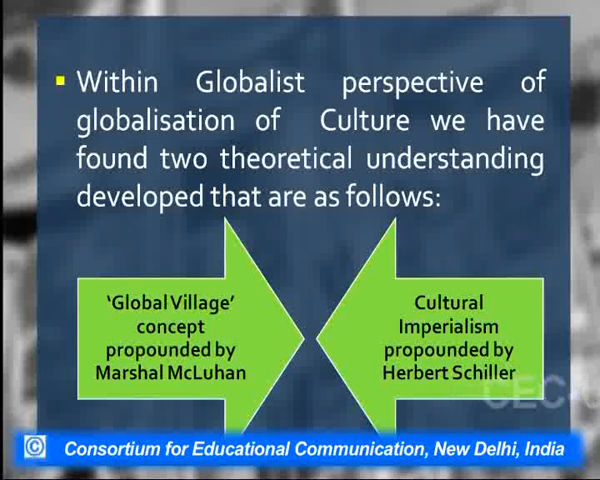 Within Globalist perspective of
globalisation of Culture we have
found two theoretical understanding
developed that are as follows:
'Global Village'
concept
propounded by
Marshal McLuhan
Cultural
Imperialism
propounded by
Herbert Schiller
CEC
© Consortium for Educational Communication, New Delhi, India